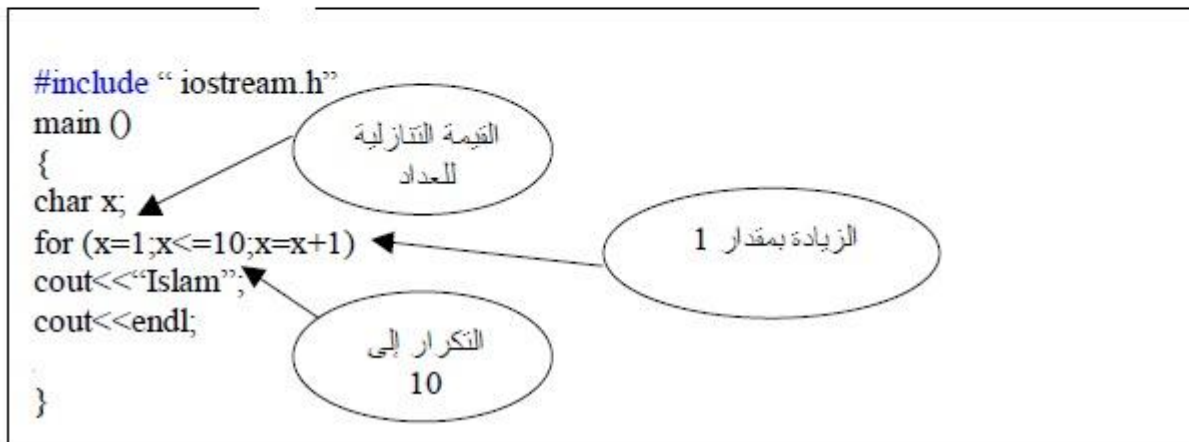 #include “ iostream.h”
main ()
{
char x;
for (x=1;x<=10;x=x+1)
cout<<“Islam”;
cout<<endl;
}
القيمة التنازلية
للعداد
الزيادة بمقدار 1
التكرار إلى
10